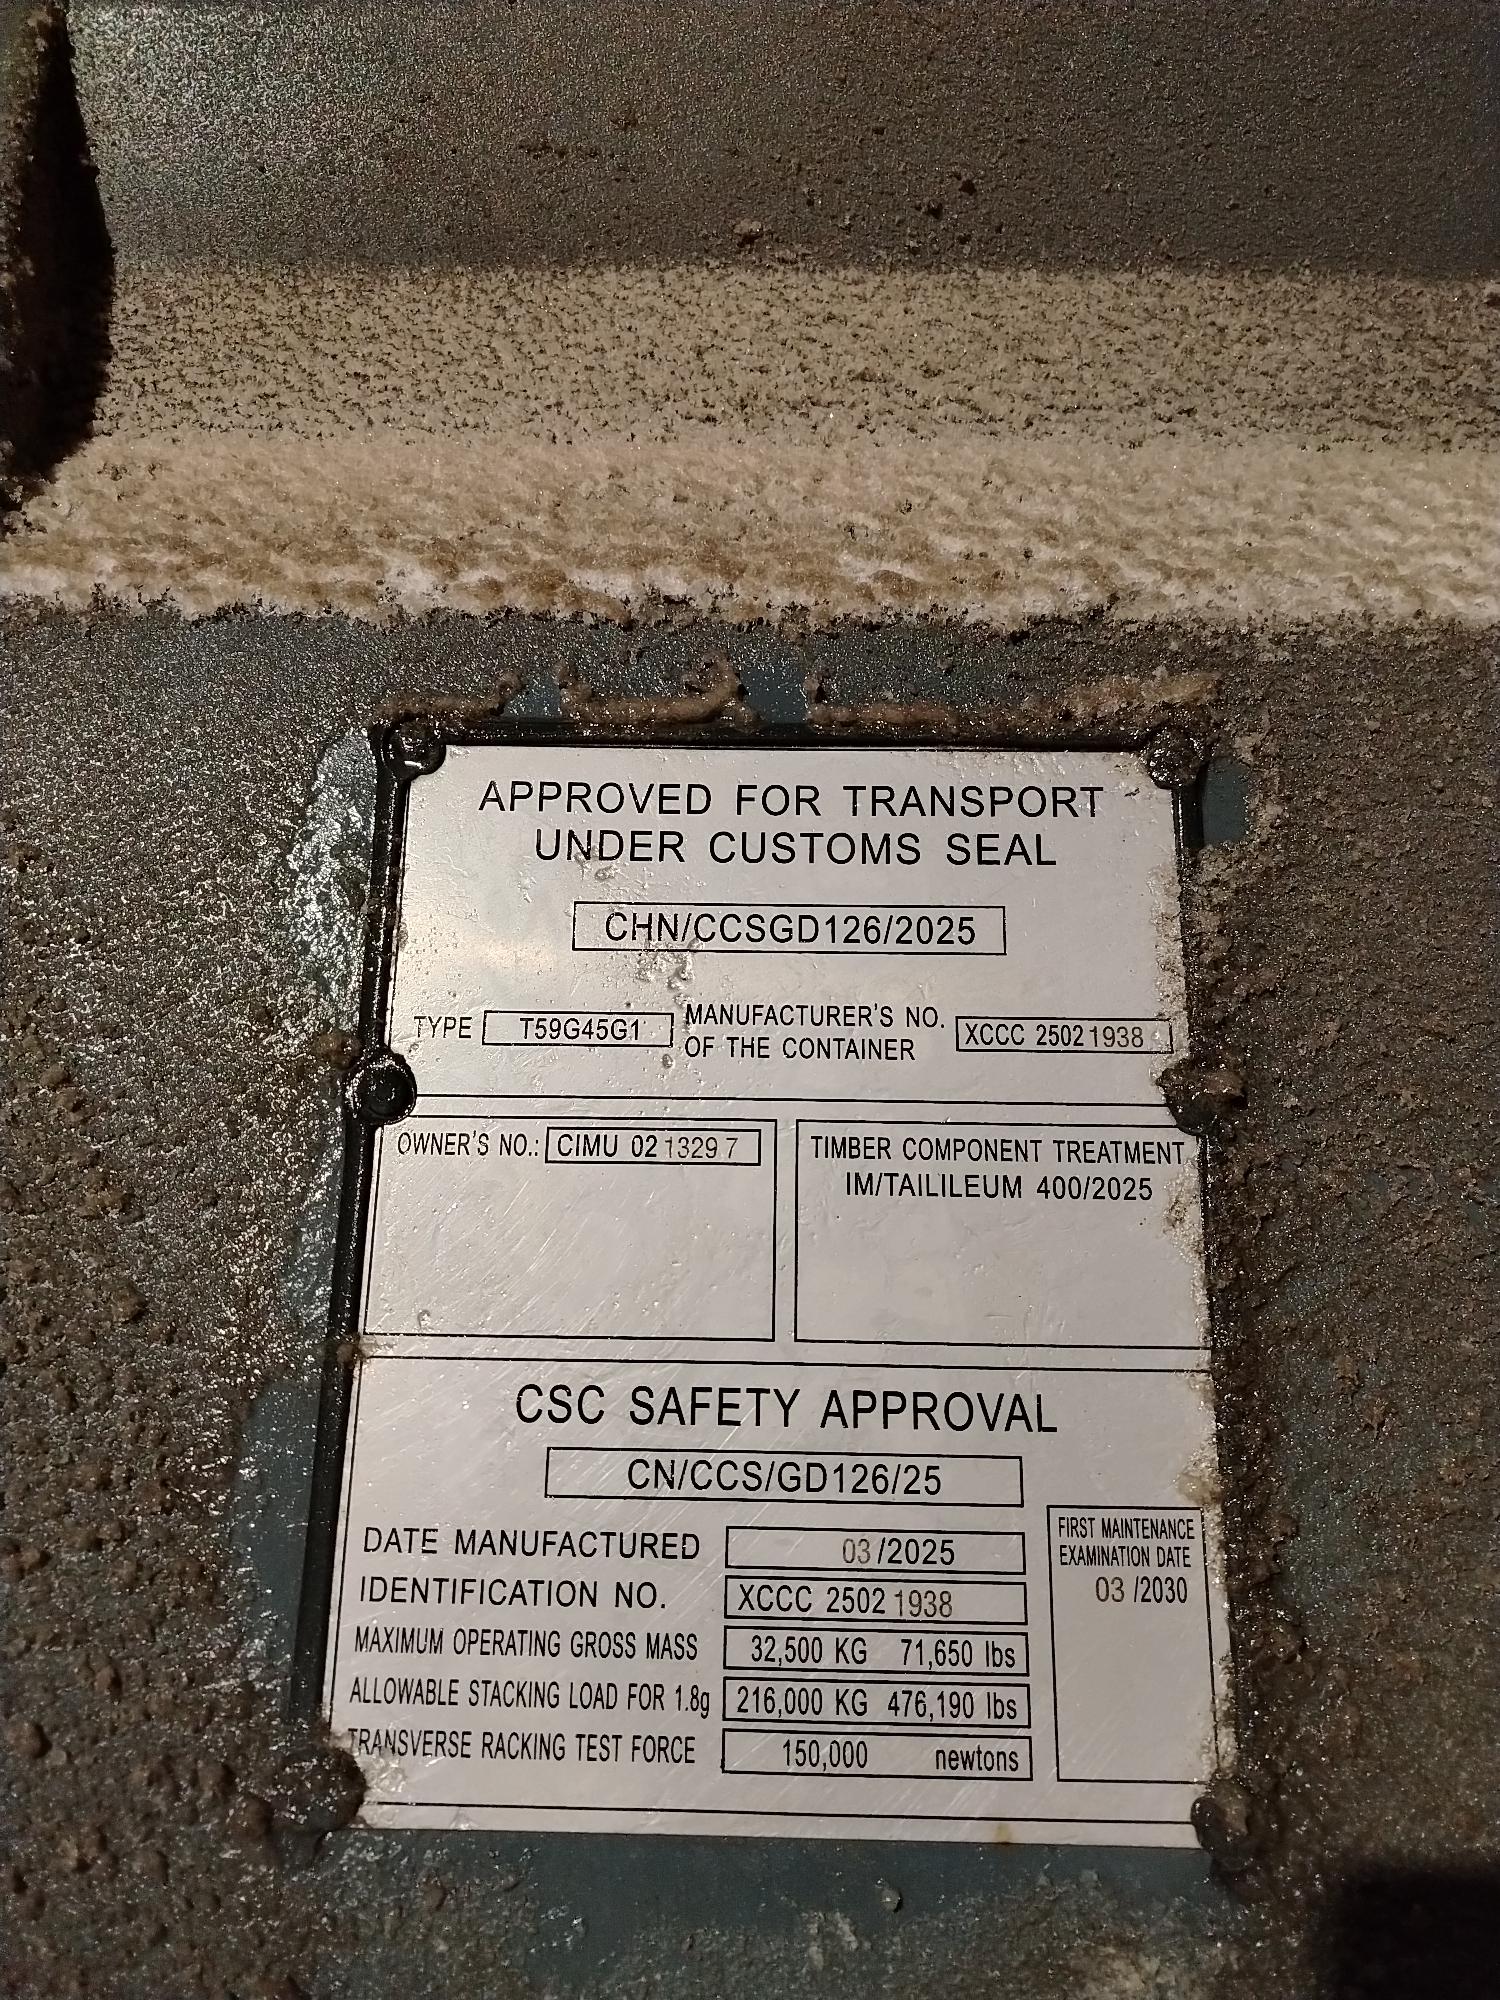 APPROVED FOR TRANSPORT
UNDER CUSTOMS SEAL
CHN/CCSGD126/2025
TYPE T59G45G1 MANUFACTURER'S NO. OF THE CONTAINER XCCC 2502 1938
OWNER'S NO.: CIMU 02 1329 7
TIMBER COMPONENT TREATMENT
IM/TAILILEUM 400/2025
CSC SAFETY APPROVAL
CN/CCS/GD126/25
DATE MANUFACTURED 03/2025
IDENTIFICATION NO. XCCC 2502 1938
MAXIMUM OPERATING GROSS MASS 32,500 KG 71,650 lbs
ALLOWABLE STACKING LOAD FOR 1.8g 216,000 KG 476,190 lbs
TRANSVERSE RACKING TEST FORCE 150,000 newtons
FIRST MAINTENANCE
EXAMINATION DATE
03 /2030